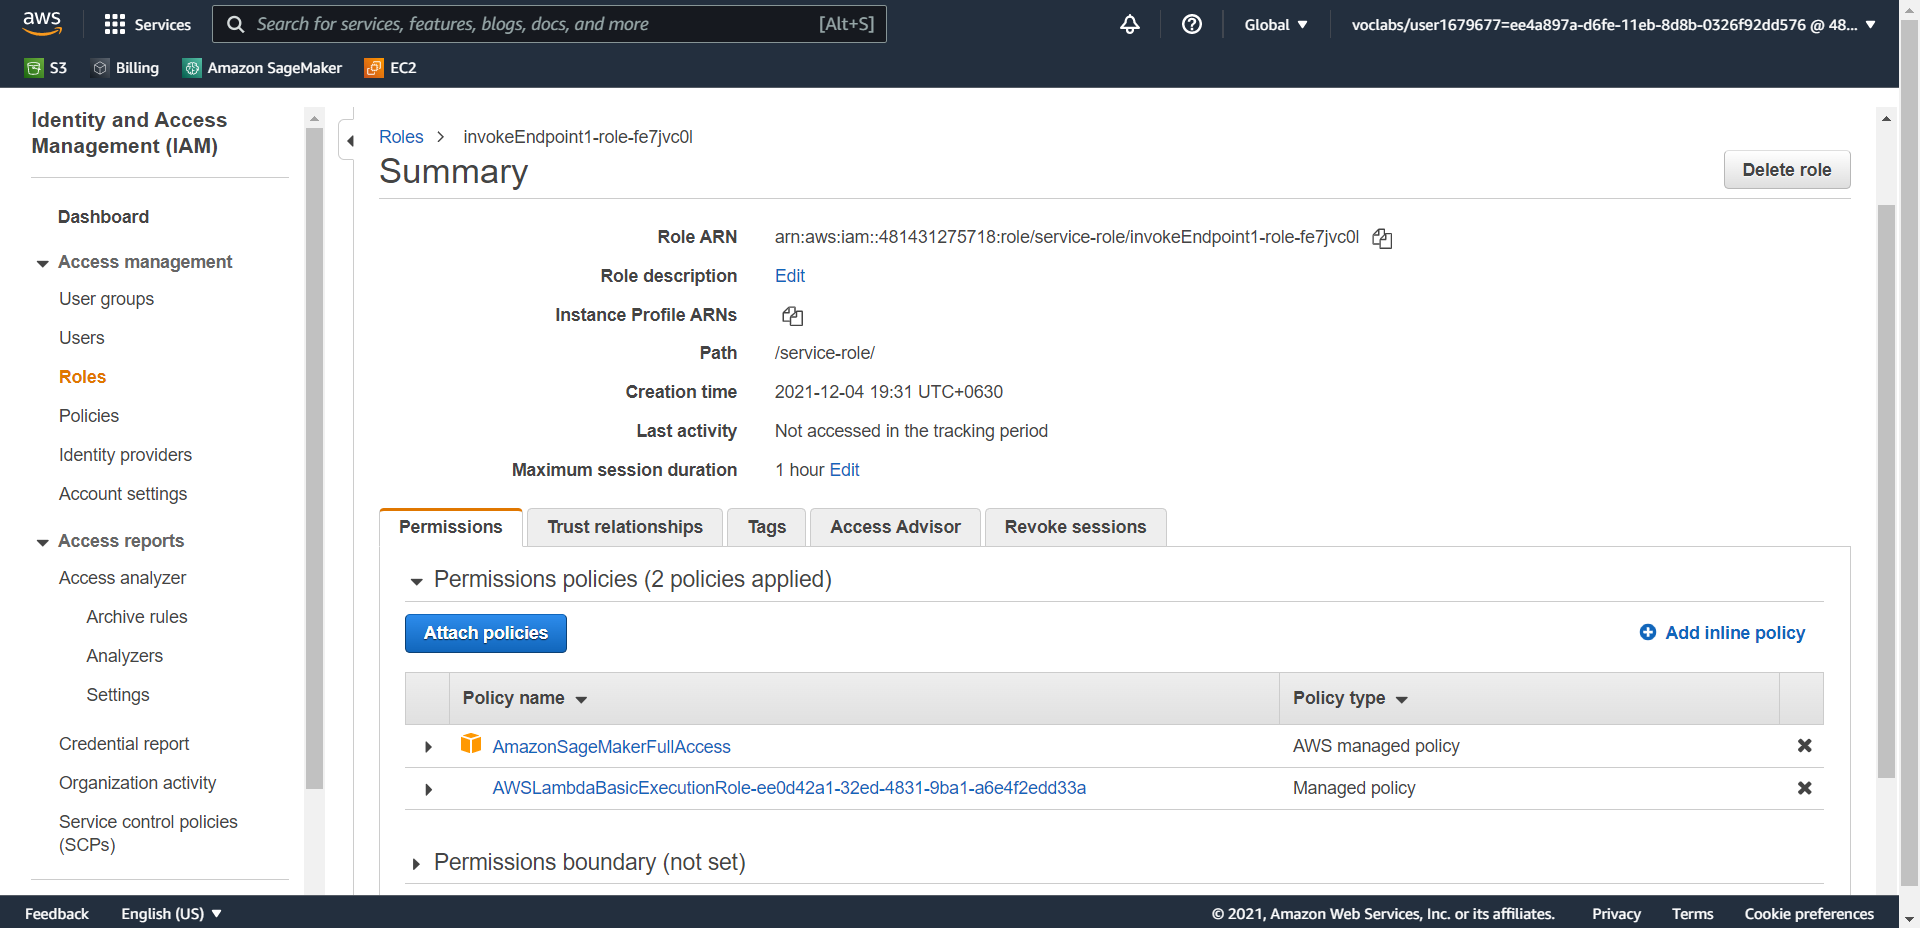 aws Services Search for services, features, blogs, docs, and more [Alt+S] Global voclabs/user1679677=ee4a897a-d6fe-11eb-8d8b-0326f92dd576 @ 48...
S3 Billing Amazon SageMaker EC2
Identity and Access
Management (IAM)
Dashboard
Access management
User groups
Users
Roles
Policies
Identity providers
Account settings
Access reports
Access analyzer
Archive rules
Analyzers
Settings
Credential report
Organization activity
Service control policies
(SCPs)
Roles > invokeEndpoint1-role-fe7jvc0l
Summary
Delete role
Role ARN arn:aws:iam::481431275718:role/service-role/invokeEndpoint1-role-fe7jvc0l
Role description Edit
Instance Profile ARNs
Path /service-role/
Creation time 2021-12-04 19:31 UTC+0630
Last activity Not accessed in the tracking period
Maximum session duration 1 hour Edit
Permissions Trust relationships Tags Access Advisor Revoke sessions
Permissions policies (2 policies applied)
Attach policies Add inline policy
Policy name Policy type
AmazonSageMakerFullAccess AWS managed policy
AWSLambdaBasicExecutionRole-ee0d42a1-32ed-4831-9ba1-a6e4f2edd33a Managed policy
Permissions boundary (not set)
Feedback English (US) © 2021, Amazon Web Services, Inc. or its affiliates. Privacy Terms Cookie preferences